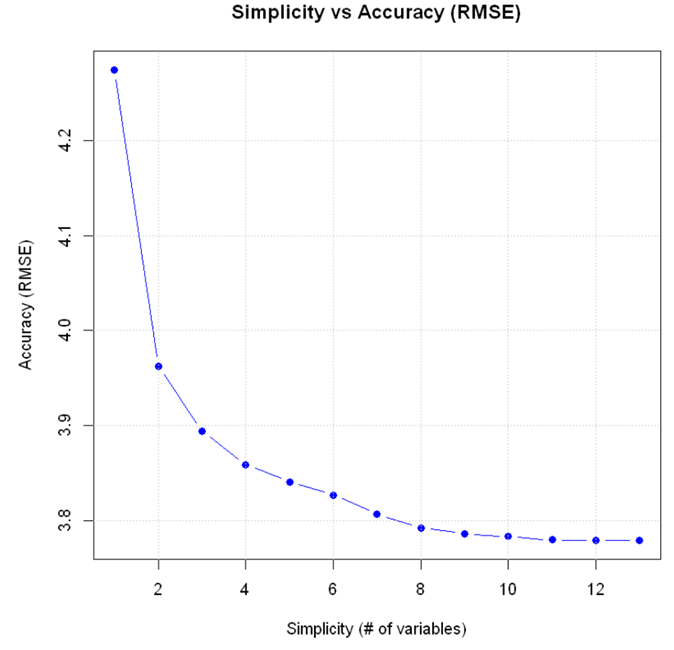 Simplicity vs Accuracy (RMSE)
4.2
4.1
4.0
3.9
3.8
Accuracy (RMSE)
2 4 6 8 10 12
Simplicity (# of variables)